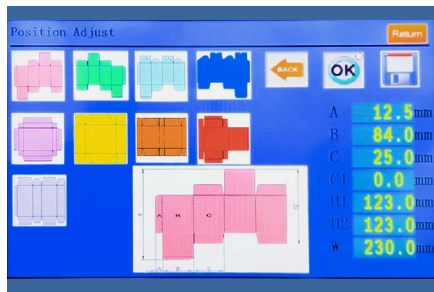 Position Adjust
Return
BACK
OK
A 12.5 mm
B 84.0 mm
C 25.0 mm
C1 0.0 mm
H1 123.0 mm
H2 123.0 mm
W 230.0 mm
A
B
C